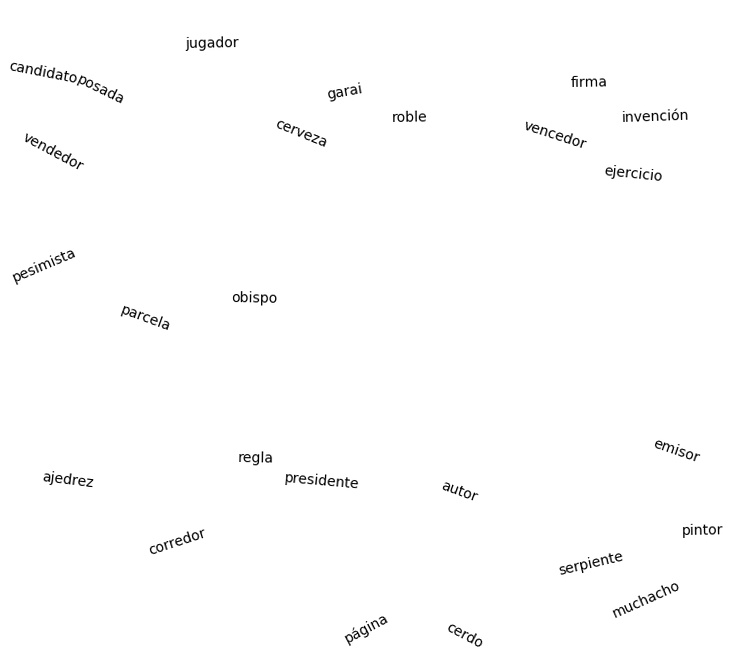 jugador
candidato
posada
firma
garai
roble
invención
cerveza
vencedor
vendedor
ejercicio
pesimista
obispo
parcela
emisor
regla
ajedrez
presidente
autor
pintor
corredor
serpiente
muchacho
página
cerdo